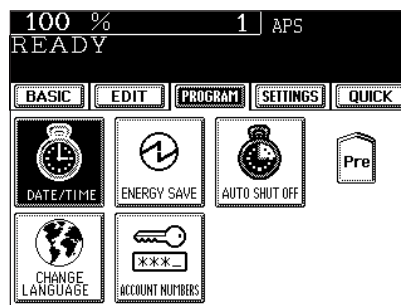 100 % 1 APS
READY
BASIC EDIT PROGRAM SETTINGS QUICK
DATE/TIME ENERGY SAVE AUTO SHUT OFF Pre
CHANGE
LANGUAGE
***_
ACCOUNT NUMBERS